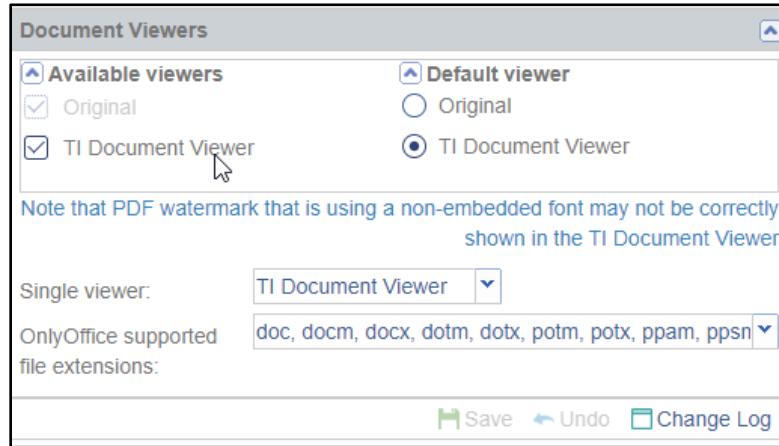 Document Viewers
Available viewers
Default viewer
Original
Original
TI Document Viewer
TI Document Viewer
Note that PDF watermark that is using a non-embedded font may not be correctly
shown in the TI Document Viewer
Single viewer:
TI Document Viewer
OnlyOffice supported
file extensions:
doc, docm, docx, dotm, dotx, potm, potx, ppam,
Save
Undo
Change Log